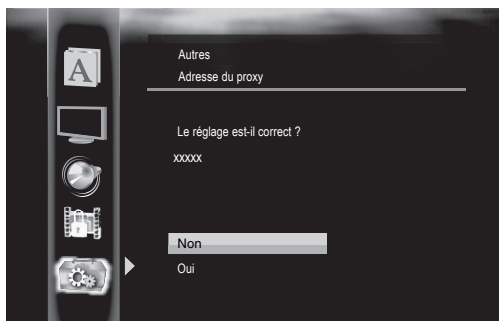 A
Autres
Adresse du proxy
Le réglage est-il correct ?
xxxxx
Non
Oui